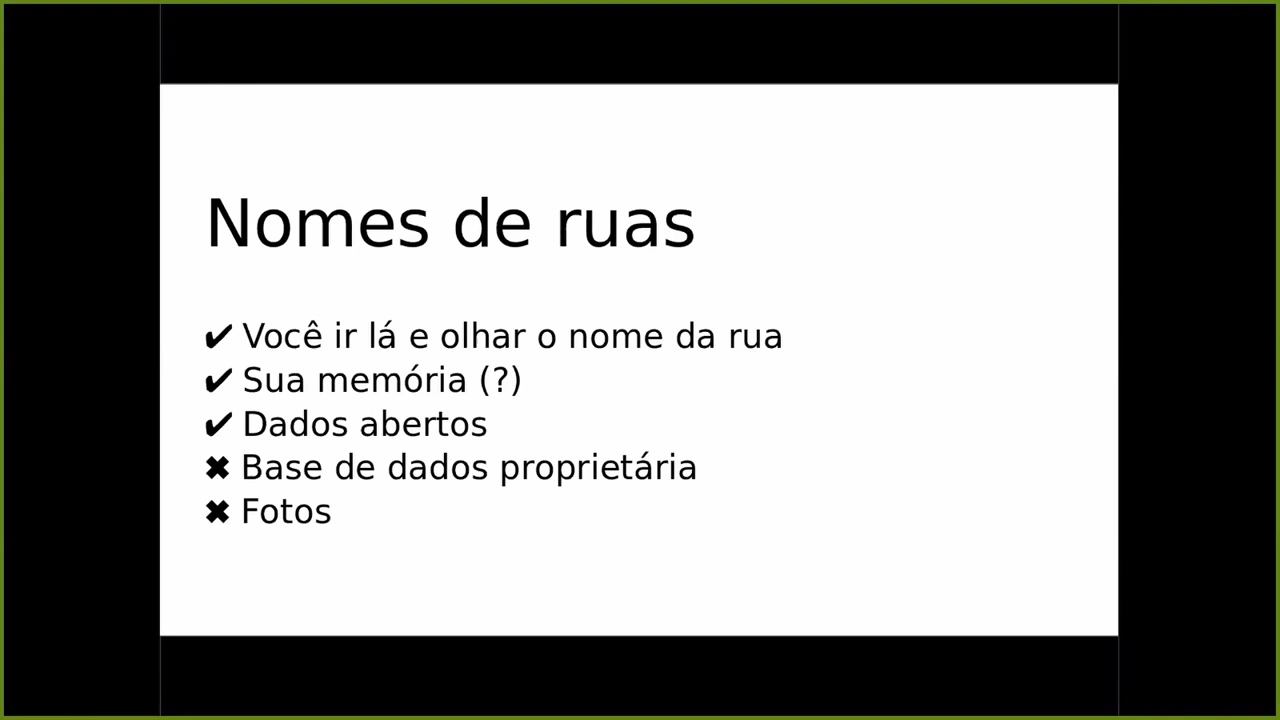 Nomes de ruas
✔ Você ir lá e olhar o nome da rua
✔ Sua memória (?)
✔ Dados abertos
✖ Base de dados proprietária
✖ Fotos